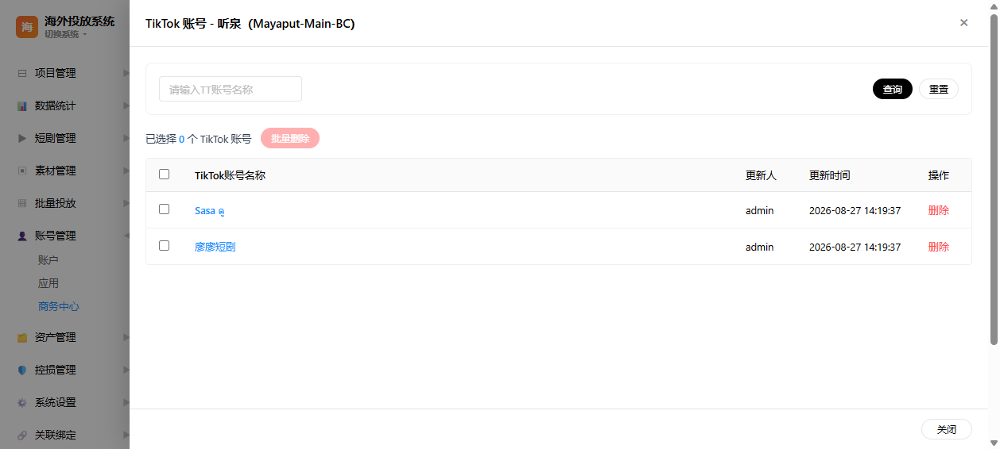 海
海外投放系统
切换系统
项目管理
数据统计
短剧管理
素材管理
批量投放
账号管理
账户
应用
商务中心
资产管理
控损管理
系统设置
关联绑定
TikTok 账号 - 听泉（Mayaput-Main-BC)
×
请输入TT账号名称
查询 重置
已选择 0 个 TikTok 账号 批量删除
TikTok账号名称 更新人 更新时间 操作
Sasa ดู admin 2026-08-27 14:19:37 删除
廖廖短剧 admin 2026-08-27 14:19:37 删除
关闭